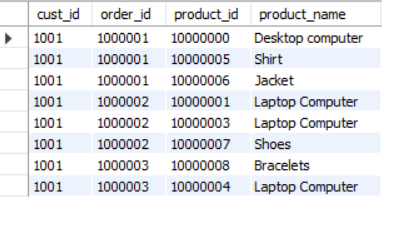 cust_id order_id product_id product_name
1001 1000001 10000000 Desktop computer
1001 1000001 10000005 Shirt
1001 1000001 10000006 Jacket
1001 1000002 10000001 Laptop Computer
1001 1000002 10000003 Laptop Computer
1001 1000002 10000007 Shoes
1001 1000003 10000008 Bracelets
1001 1000003 10000004 Laptop Computer